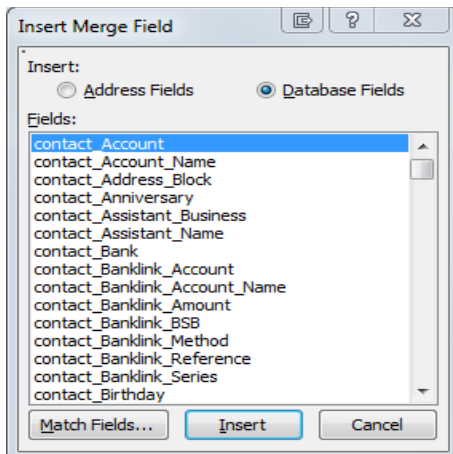 Insert Merge Field
Insert:
Address Fields Database Fields
Fields:
contact_Account
contact_Account_Name
contact_Address_Block
contact_Anniversary
contact_Assistant_Business
contact_Assistant_Name
contact_Bank
contact_Banklink_Account
contact_Banklink_Account_Name
contact_Banklink_Amount
contact_Banklink_BSB
contact_Banklink_Method
contact_Banklink_Reference
contact_Banklink_Series
contact_Birthday
Match Fields... Insert Cancel